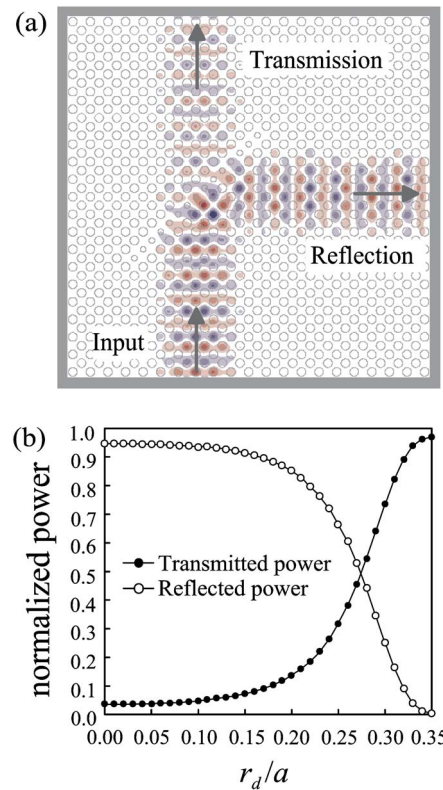 (a)
Transmission
Reflection
Input
(b)
1.0
0.9
0.8
0.7
0.6
0.5
0.4
0.3
0.2
0.1
0.0
normalized power
Transmitted power
Reflected power
0.00 0.05 0.10 0.15 0.20 0.25 0.30 0.35
r_d/a